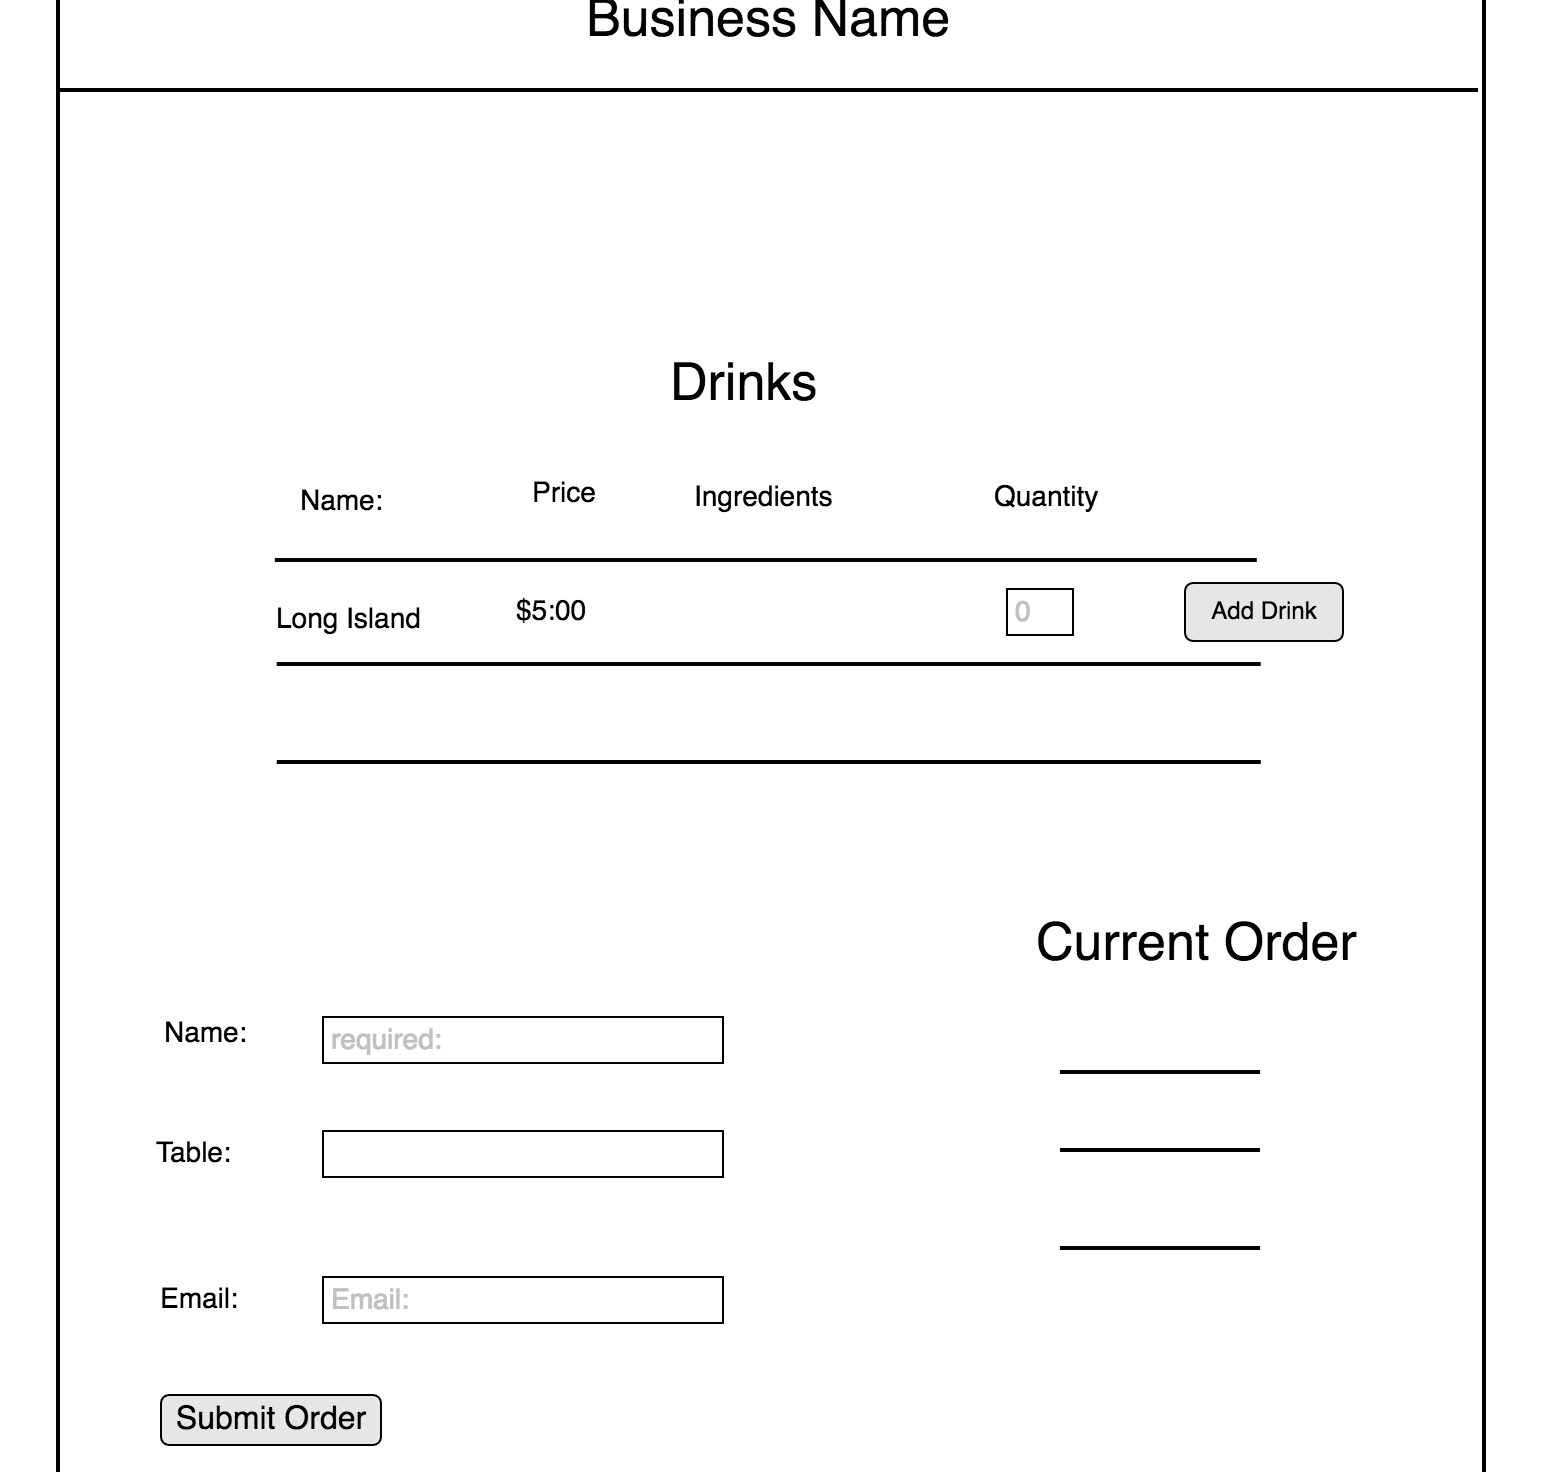 Business Name
Drinks
Name: Price Ingredients Quantity
Long Island $5:00 0 Add Drink
Current Order
Name: required:
Table:
Email: Email:
Submit Order